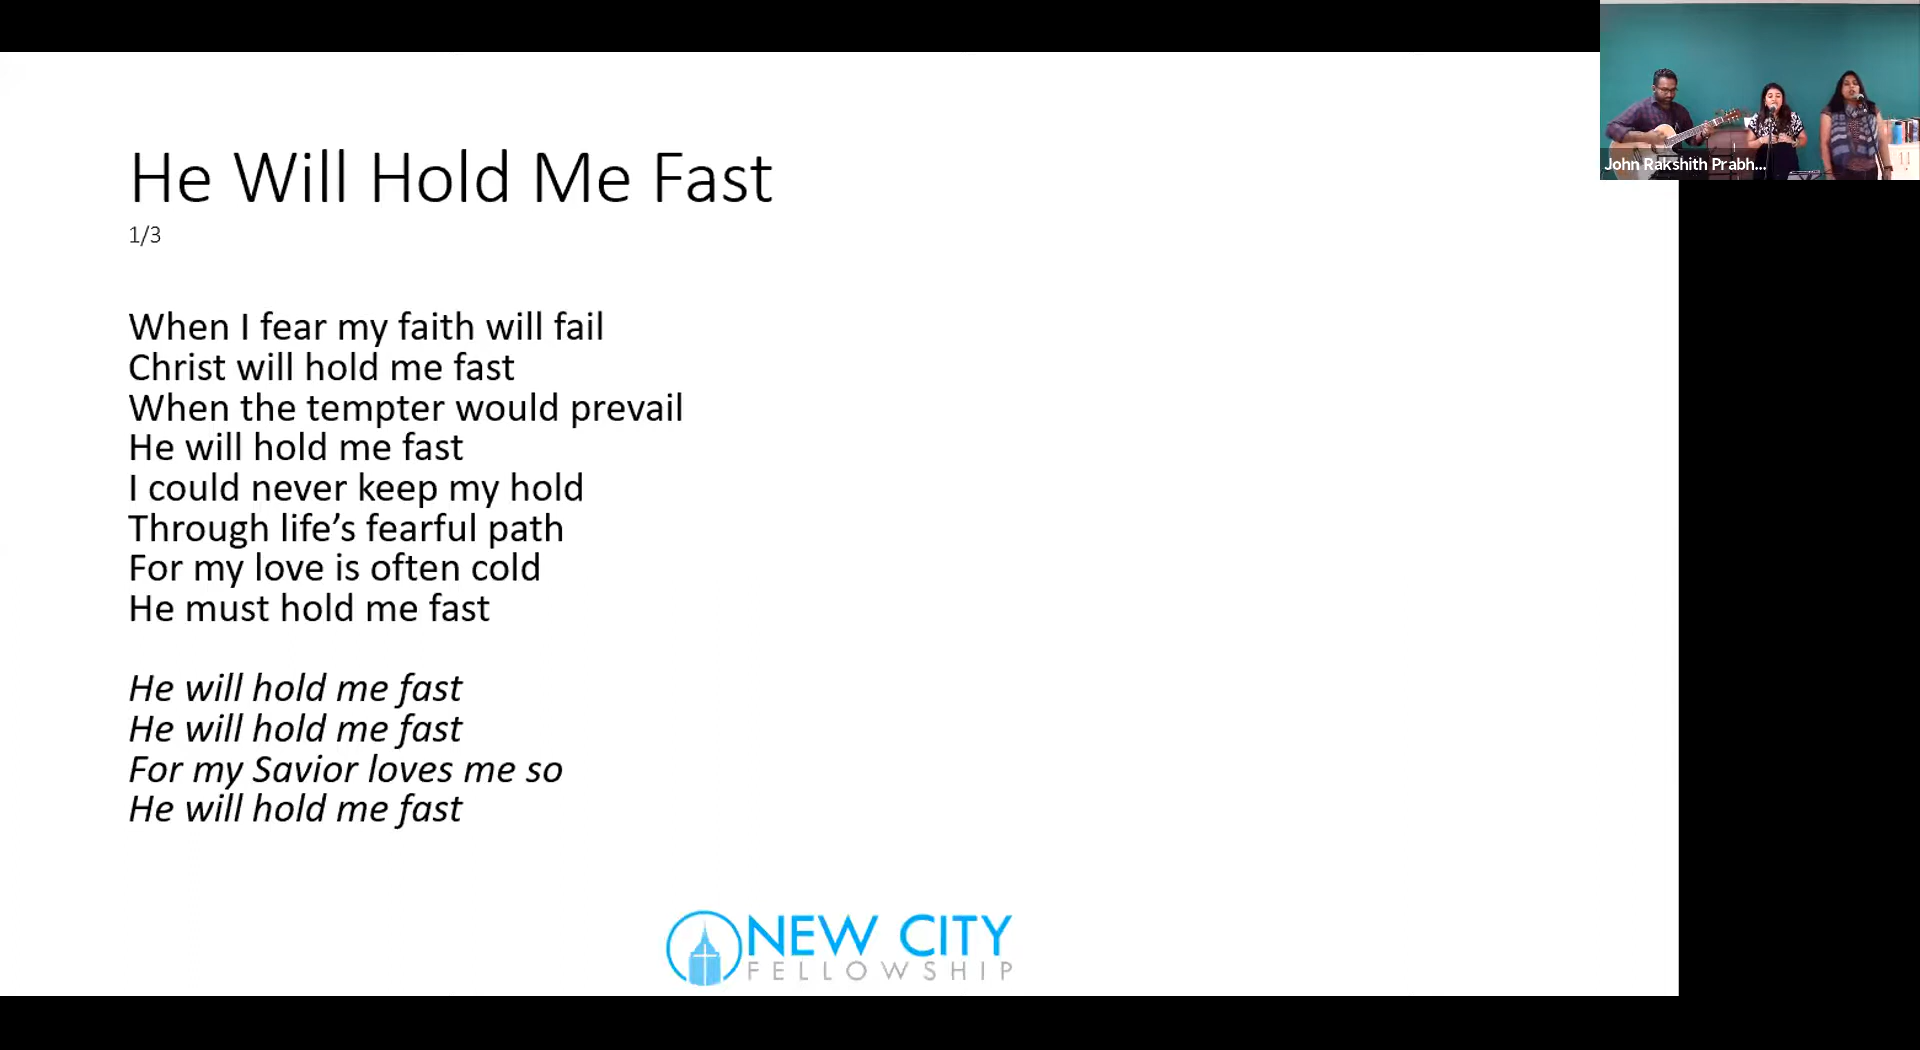 He Will Hold Me Fast
1/3
When I fear my faith will fail
Christ will hold me fast
When the tempter would prevail
He will hold me fast
I could never keep my hold
Through life’s fearful path
For my love is often cold
He must hold me fast
He will hold me fast
He will hold me fast
For my Savior loves me so
He will hold me fast
NEW CITY
FELLOWSHIP
John Rakshith Prabh...